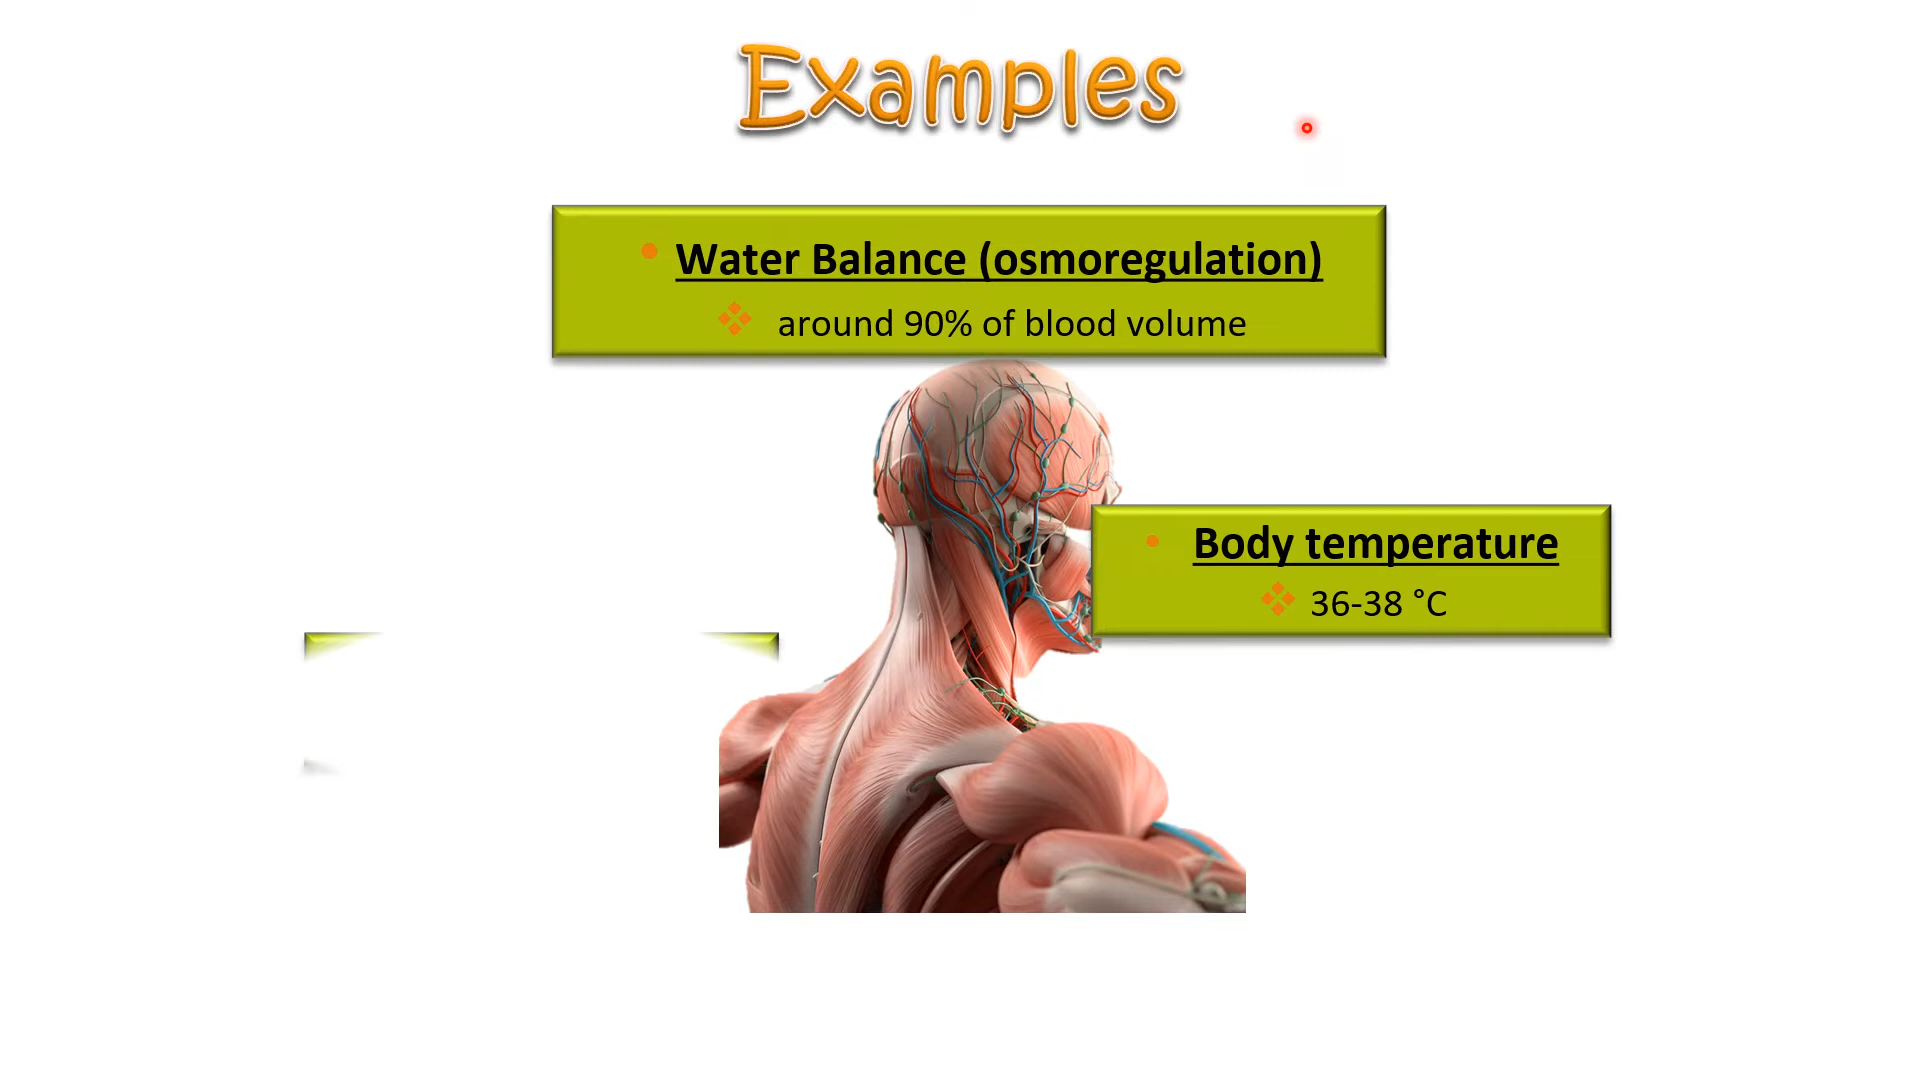 Examples
Water Balance (osmoregulation)
around 90% of blood volume
Body temperature
36-38 ˚C